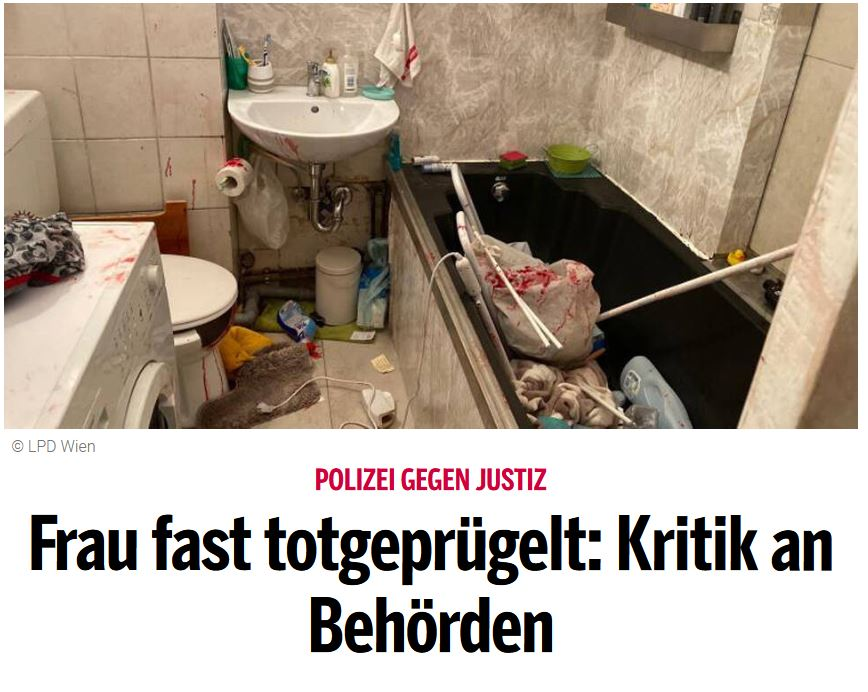 © LPD Wien
POLIZEI GEGEN JUSTIZ
Frau fast totgeprügelt: Kritik an
Behörden